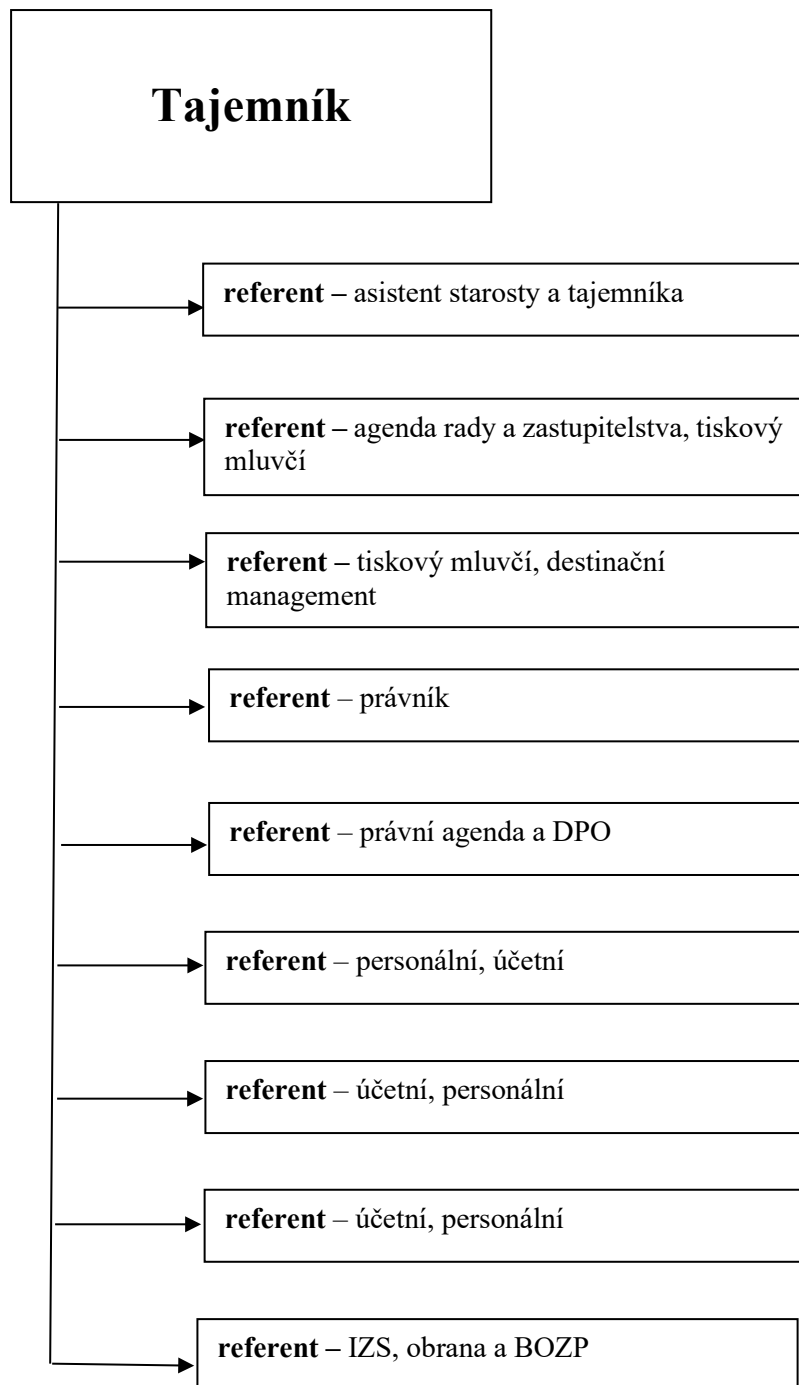 Tajemník
referent – asistent starosty a tajemníka
referent – agenda rady a zastupitelstva, tiskový
mluvčí
referent – tiskový mluvčí, destinační
management
referent – právník
referent – právní agenda a DPO
referent – personální, účetní
referent – účetní, personální
referent – účetní, personální
referent – IZS, obrana a BOZP